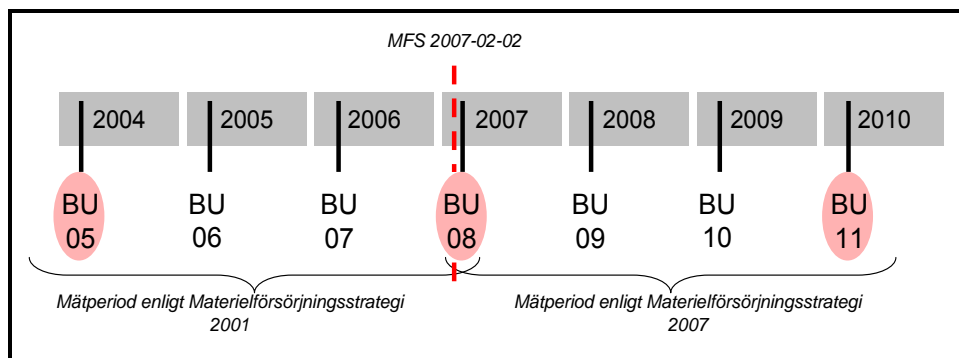 MFS 2007-02-02
2004 2005 2006 2007 2008 2009 2010
BU BU BU BU BU BU BU
05 06 07 08 09 10 11
Mätperiod enligt Materielförsörjningsstrategi Mätperiod enligt Materielförsörjningsstrategi
2001 2007